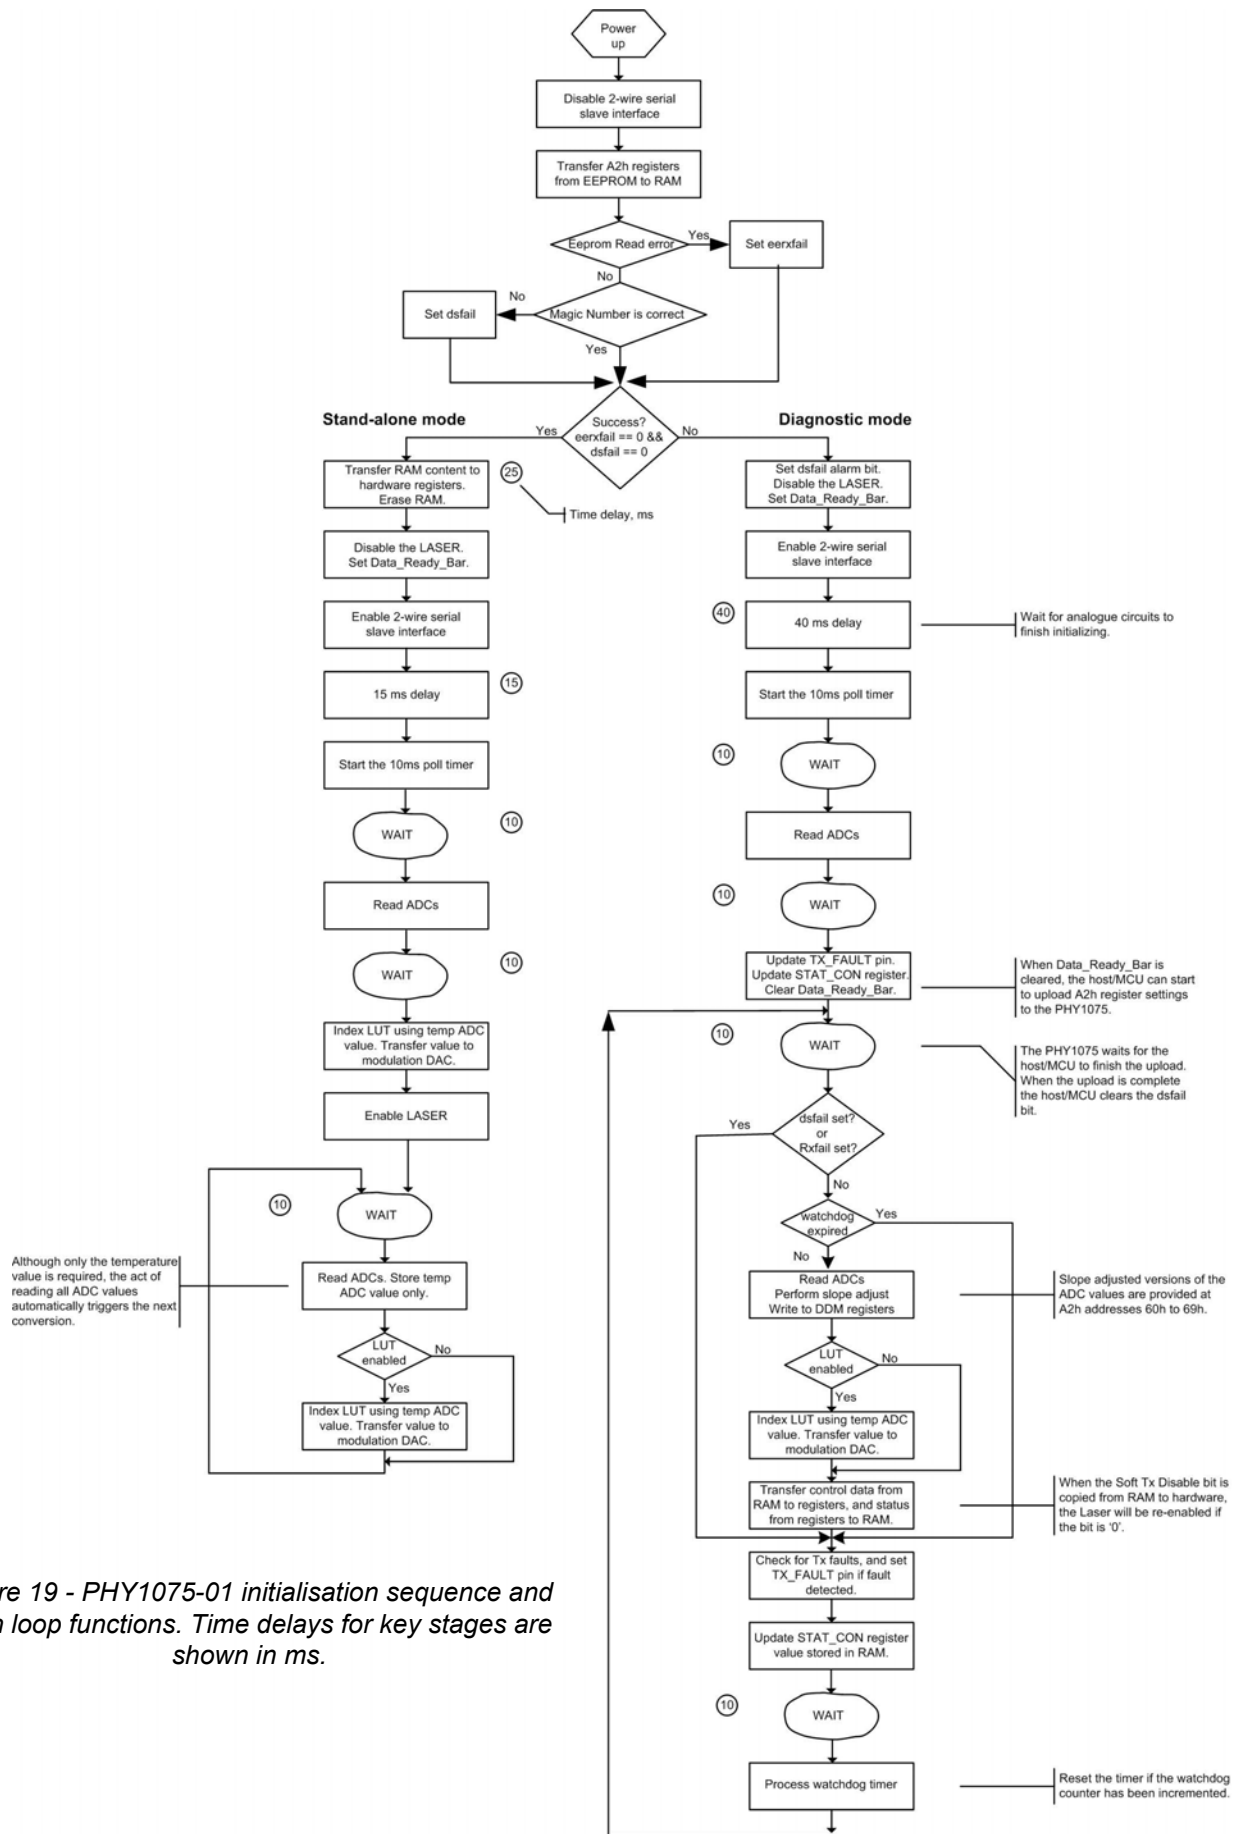 Power
up
Disable 2-wire serial
slave interface
Transfer A2h registers
from EEPROM to RAM
Eeprom Read error
Yes
Set eerxfail
No
Magic Number is correct
No
Set dsfail
Yes
Stand-alone mode
Diagnostic mode
Success?
eerxfail == 0 &&
dsfail == 0
Yes
No
Transfer RAM content to
hardware registers.
Erase RAM.
25
Time delay, ms
Disable the LASER.
Set Data_Ready_Bar.
Enable 2-wire serial
slave interface
15 ms delay
15
Start the 10ms poll timer
WAIT
10
Read ADCs
WAIT
10
Index LUT using temp ADC
value. Transfer value to
modulation DAC.
Enable LASER
10
WAIT
Although only the temperature
value is required, the act of
reading all ADC values
automatically triggers the next
conversion.
Read ADCs. Store temp
ADC value only.
LUT
enabled
No
Yes
Index LUT using temp ADC
value. Transfer value to
modulation DAC.
Set dsfail alarm bit.
Disable the LASER.
Set Data_Ready_Bar.
Enable 2-wire serial
slave interface
40
40 ms delay
Wait for analogue circuits to
finish initializing.
Start the 10ms poll timer
10
WAIT
Read ADCs
10
WAIT
Update TX_FAULT pin.
Update STAT_CON register.
Clear Data_Ready_Bar.
When Data_Ready_Bar is
cleared, the host/MCU can start
to upload A2h register settings
to the PHY1075.
10
WAIT
The PHY1075 waits for the
host/MCU to finish the upload.
When the upload is complete
the host/MCU clears the dsfail
bit.
dsfail set?
or
Rxfail set?
Yes
No
watchdog
expired
Yes
No
Read ADCs
Perform slope adjust
Write to DDM registers
Slope adjusted versions of the
ADC values are provided at
A2h addresses 60h to 69h.
LUT
enabled
No
Yes
Index LUT using temp ADC
value. Transfer value to
modulation DAC.
Transfer control data from
RAM to registers, and status
from registers to RAM.
When the Soft Tx Disable bit is
copied from RAM to hardware,
the Laser will be re-enabled if
the bit is '0'.
Check for Tx faults, and set
TX_FAULT pin if fault
detected.
Update STAT_CON register
value stored in RAM.
10
WAIT
Process watchdog timer
Reset the timer if the watchdog
counter has been incremented.
re 19 - PHY1075-01 initialisation sequence and
loop functions. Time delays for key stages are
shown in ms.